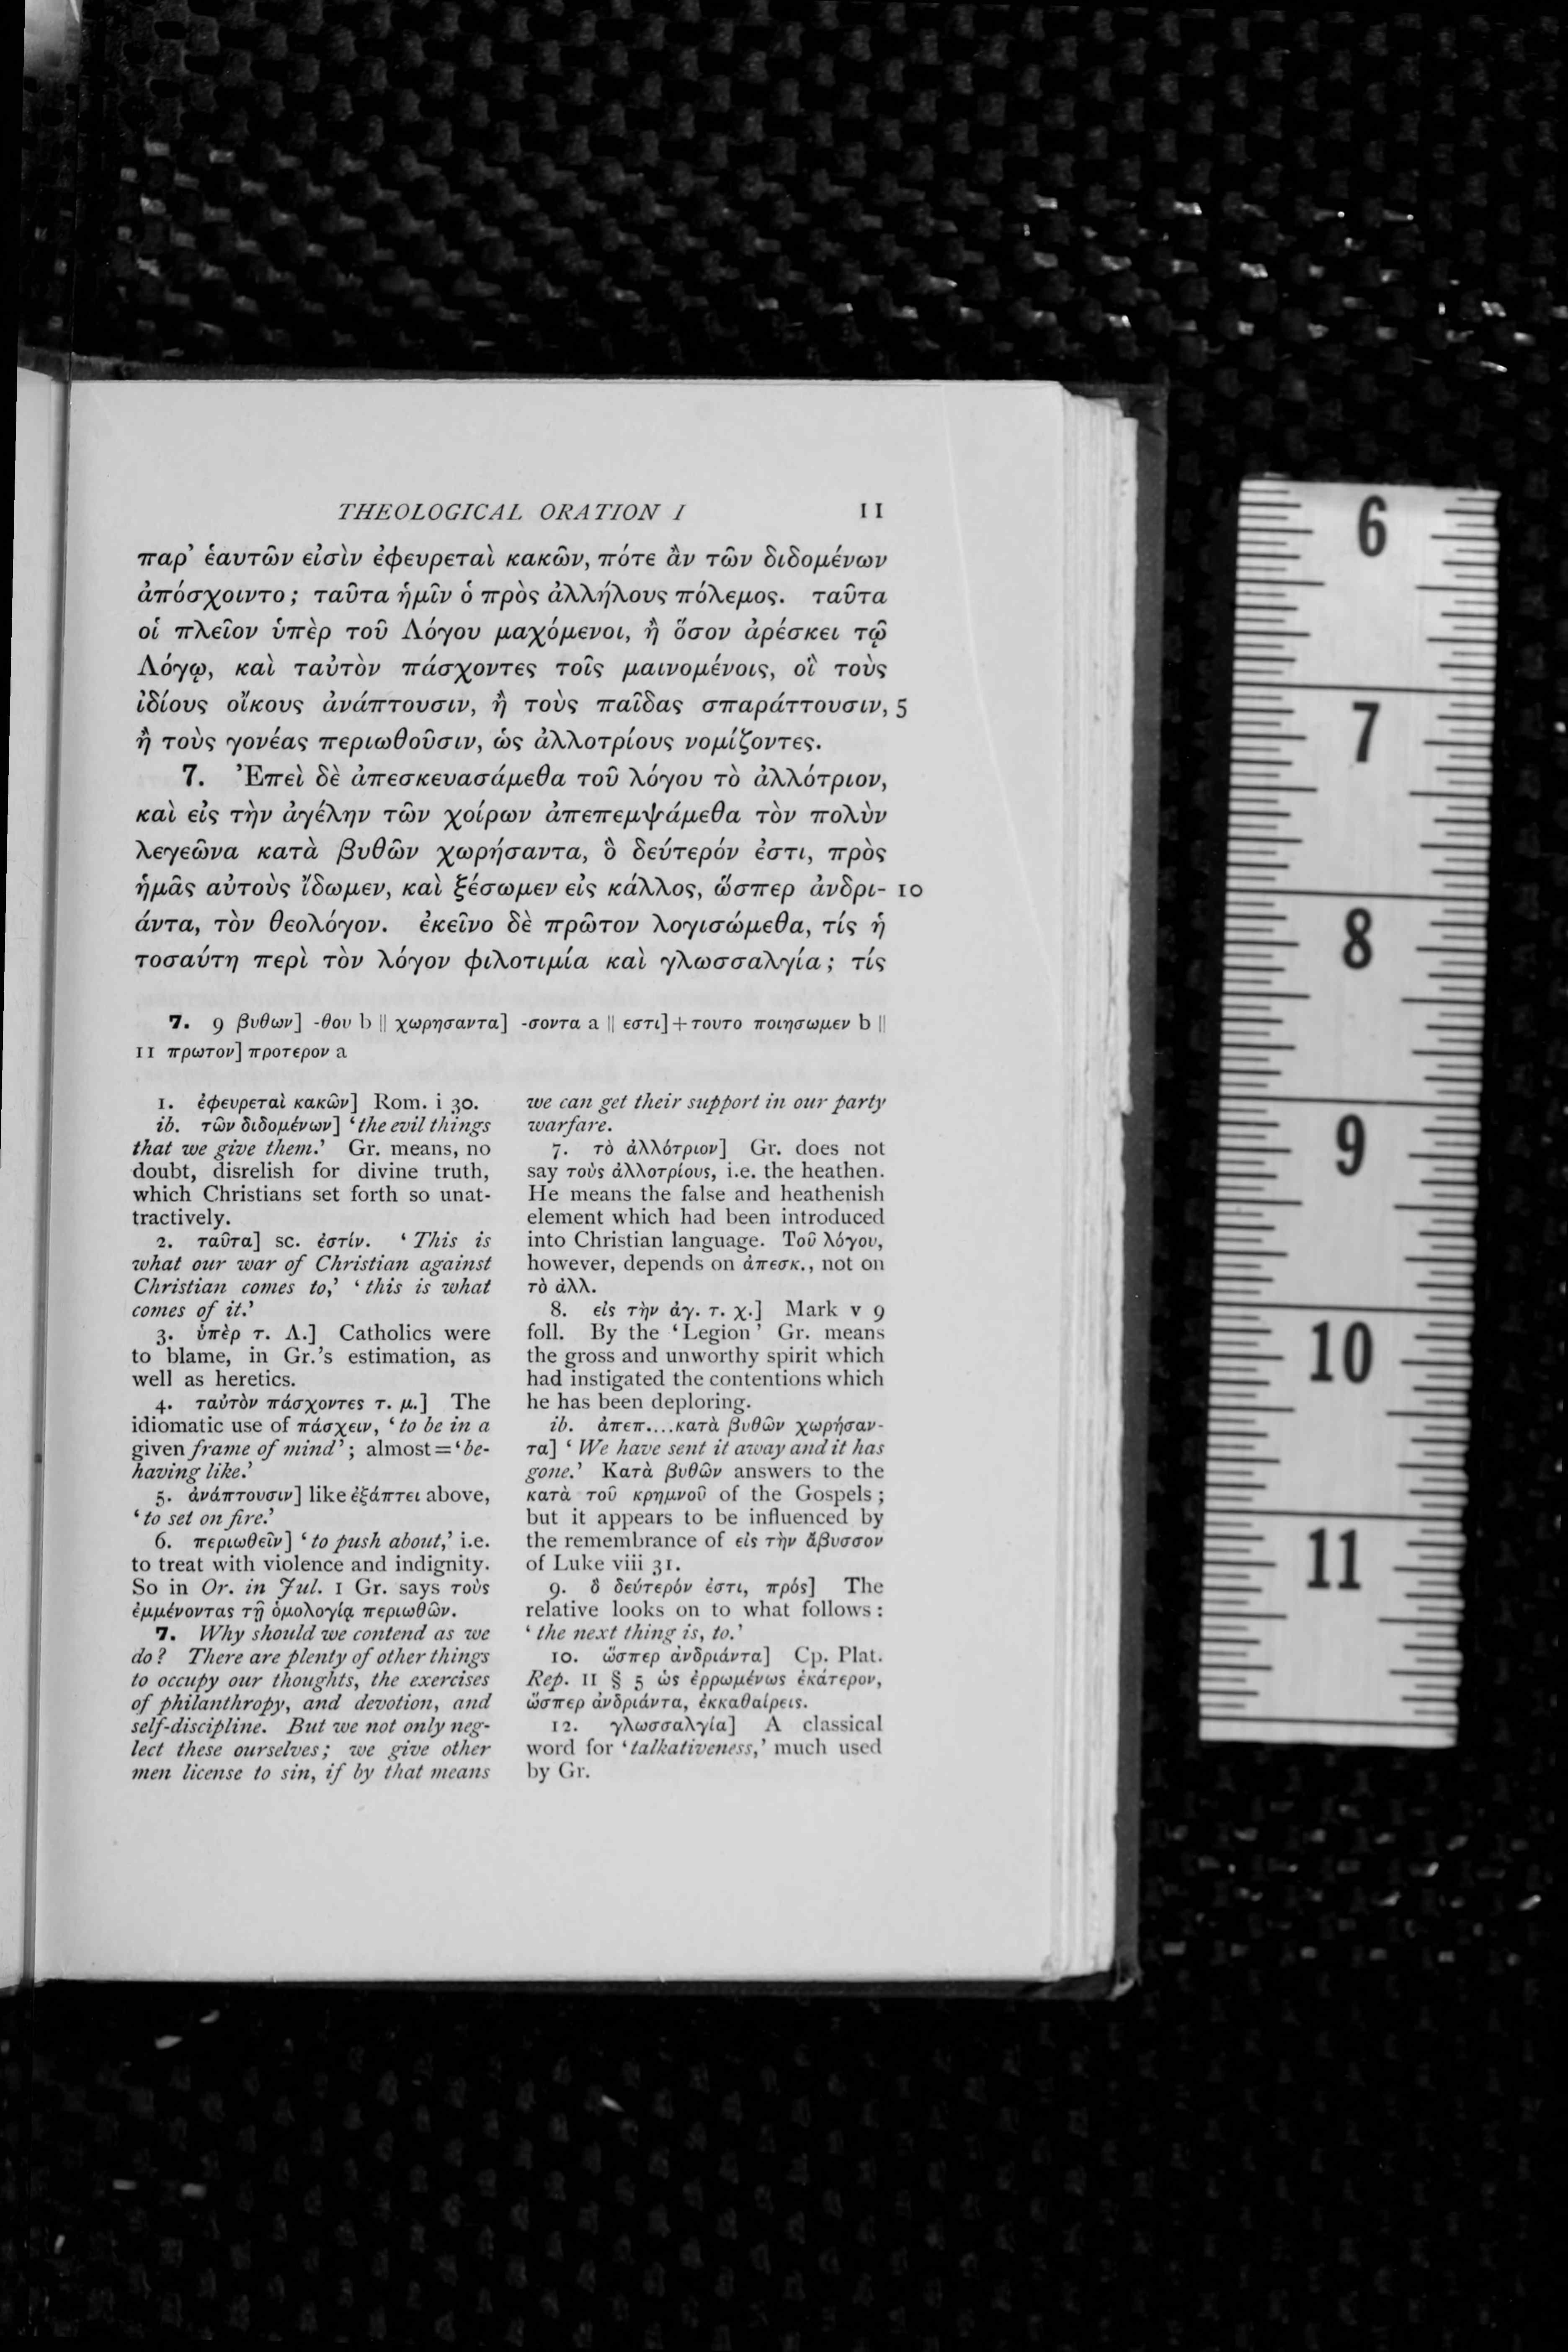 THEOLOGICAL ORATION I 11
παρ’ ἑαυτῶν εἰσὶν ἐφευρεταὶ κακῶν, πότε ἂν τῶν διδομένων
ἀπόσχοιντο; ταῦτα ἡμῖν ὁ πρὸς ἀλλήλους πόλεμος. ταῦτα
οἱ πλεῖον ὑπὲρ τοῦ Λόγου μαχόμενοι, ἢ ὅσον ἀρέσκει τῷ
Λόγῳ, καὶ ταὐτὸν πάσχοντες τοῖς μαινομένοις, οἳ τοὺς
ἰδίους οἴκους ἀνάπτουσιν, ἢ τοὺς παῖδας σπαράττουσιν, 5
ἢ τοὺς γονέας περιωθοῦσιν, ὡς ἀλλοτρίους νομίζοντες.
7. Ἐπεὶ δὲ ἀπεσκευασάμεθα τοῦ λόγου τὸ ἀλλότριον,
καὶ εἰς τὴν ἀγέλην τῶν χοίρων ἀπεπεμψάμεθα τὸν πολὺν
λεγεῶνα κατὰ βυθῶν χωρήσαντα, ὃ δεύτερόν ἐστι, πρὸς
ἡμᾶς αὐτοὺς ἴδωμεν, καὶ ξέσωμεν εἰς κάλλος, ὥσπερ ἀνδρι- 10
άντα, τὸν θεολόγον. ἐκεῖνο δὲ πρῶτον λογισώμεθα, τίς ἡ
τοσαύτη περὶ τὸν λόγον φιλοτιμία καὶ γλωσσαλγία; τίς
7. 9 βυθων] -θου b || χωρησαντα] -σοντα a || εστι]+τουτο ποιησωμεν b ||
11 πρωτον] προτερον a
1. ἐφευρεταὶ κακῶν] Rom. i 30.
ib. τῶν διδομένων] ‘the evil things
that we give them.’ Gr. means, no
doubt, disrelish for divine truth,
which Christians set forth so unat-
tractively.
2. ταῦτα] sc. ἐστίν. ‘This is
what our war of Christian against
Christian comes to,’ ‘this is what
comes of it.’
3. ὑπὲρ τ. Λ.] Catholics were
to blame, in Gr.’s estimation, as
well as heretics.
4. ταὐτὸν πάσχοντες τ. μ.] The
idiomatic use of πάσχειν, ‘to be in a
given frame of mind’; almost=‘be-
having like.’
5. ἀνάπτουσιν] like ἐξάπτει above,
‘to set on fire.’
6. περιωθεῖν] ‘to push about,’ i.e.
to treat with violence and indignity.
So in Or. in Jul. 1 Gr. says τοὺς
ἐμμένοντας τῇ ὁμολογίᾳ περιωθῶν.
7. Why should we contend as we
do? There are plenty of other things
to occupy our thoughts, the exercises
of philanthropy, and devotion, and
self-discipline. But we not only neg-
lect these ourselves; we give other
men license to sin, if by that means
we can get their support in our party
warfare.
7. τὸ ἀλλότριον] Gr. does not
say τοὺς ἀλλοτρίους, i.e. the heathen.
He means the false and heathenish
element which had been introduced
into Christian language. Τοῦ λόγου,
however, depends on ἀπεσκ., not on
τὸ ἀλλ.
8. εἰς τὴν ἀγ. τ. χ.] Mark v 9
foll. By the ‘Legion’ Gr. means
the gross and unworthy spirit which
had instigated the contentions which
he has been deploring.
ib. ἀπεπ....κατὰ βυθῶν χωρήσαν-
τα] ‘We have sent it away and it has
gone.’ Κατὰ βυθῶν answers to the
κατὰ τοῦ κρημνοῦ of the Gospels;
but it appears to be influenced by
the remembrance of εἰς τὴν ἄβυσσον
of Luke viii 31.
9. ὃ δεύτερόν ἐστι, πρός] The
relative looks on to what follows:
‘the next thing is, to.’
10. ὥσπερ ἀνδριάντα] Cp. Plat.
Rep. II § 5 ὡς ἐρρωμένως ἑκάτερον,
ὥσπερ ἀνδριάντα, ἐκκαθαίρεις.
12. γλωσσαλγία] A classical
word for ‘talkativeness,’ much used
by Gr.
6
7
8
9
10
11